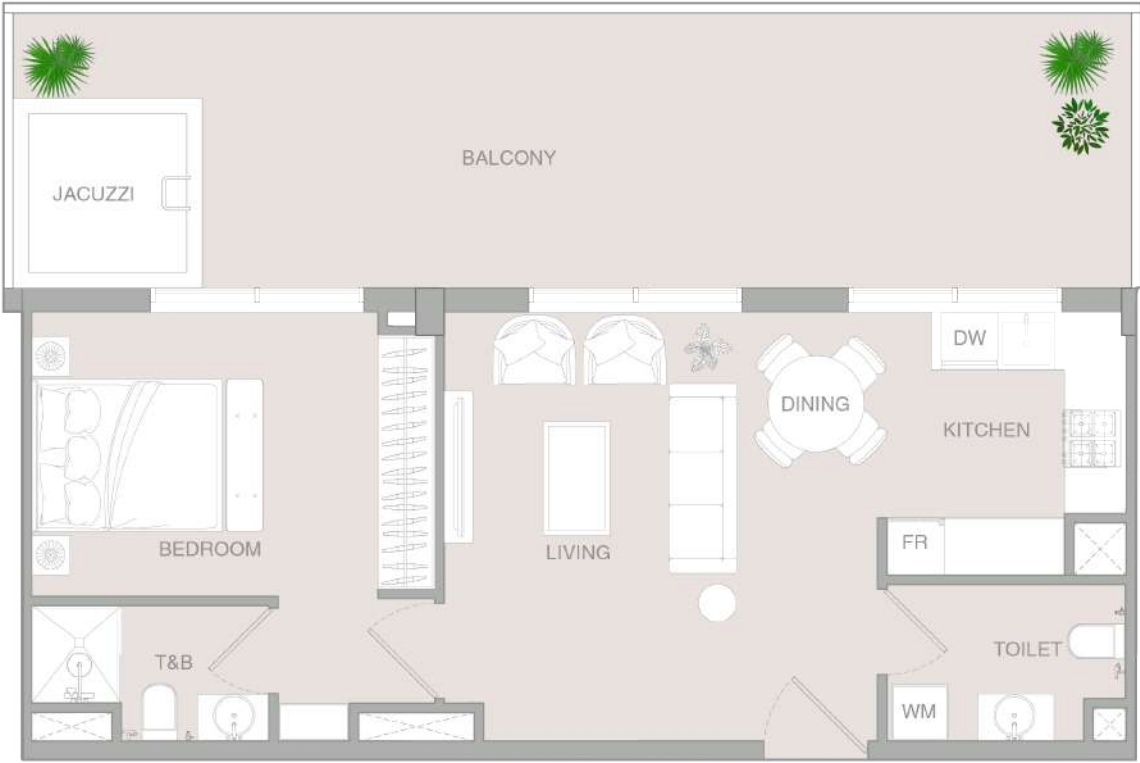 BALCONY
JACUZZI
DW
DINING
KITCHEN
FR
BEDROOM
LIVING
T&B
TOILET
WM